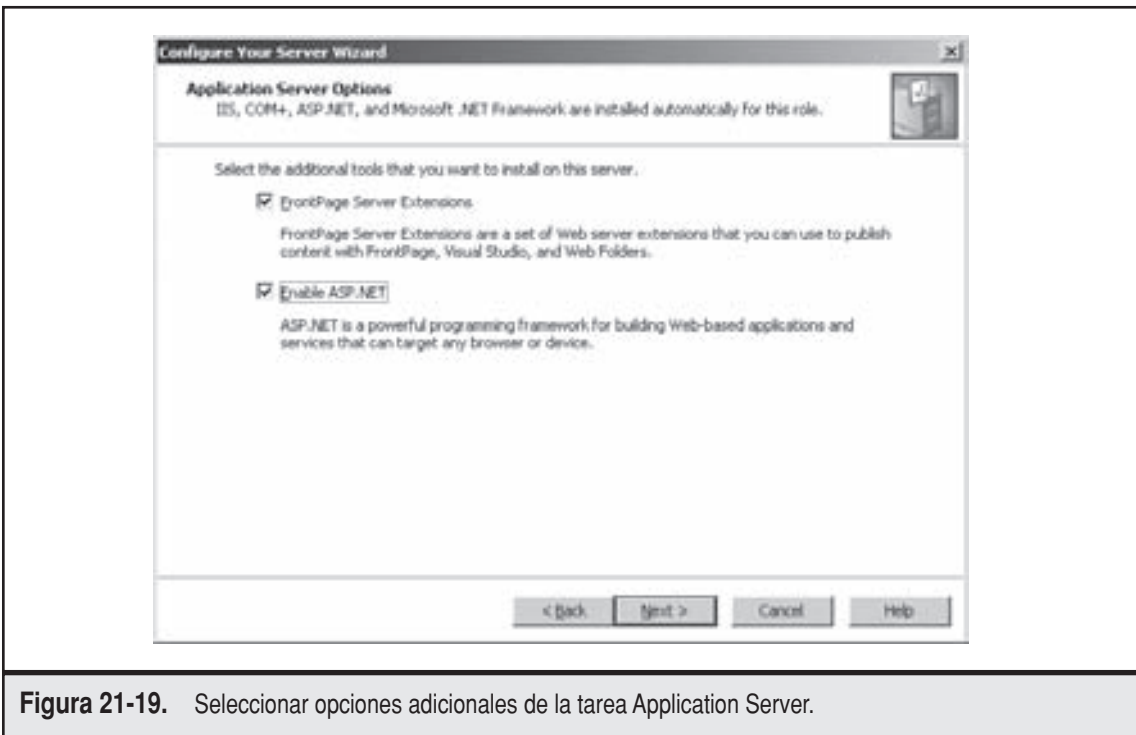 Configure Your Server Wizard
Application Server Options
IIS, COM+, ASP.NET, and Microsoft .NET Framework are installed automatically for this role.
Select the additional tools that you want to install on this server.
FrontPage Server Extensions
FrontPage Server Extensions are a set of Web server extensions that you can use to publish
content with FrontPage, Visual Studio, and Web Folders.
Enable ASP.NET
ASP.NET is a powerful programming framework for building Web-based applications and
services that can target any browser or device.
< Back Next > Cancel Help
Figura 21-19. Seleccionar opciones adicionales de la tarea Application Server.